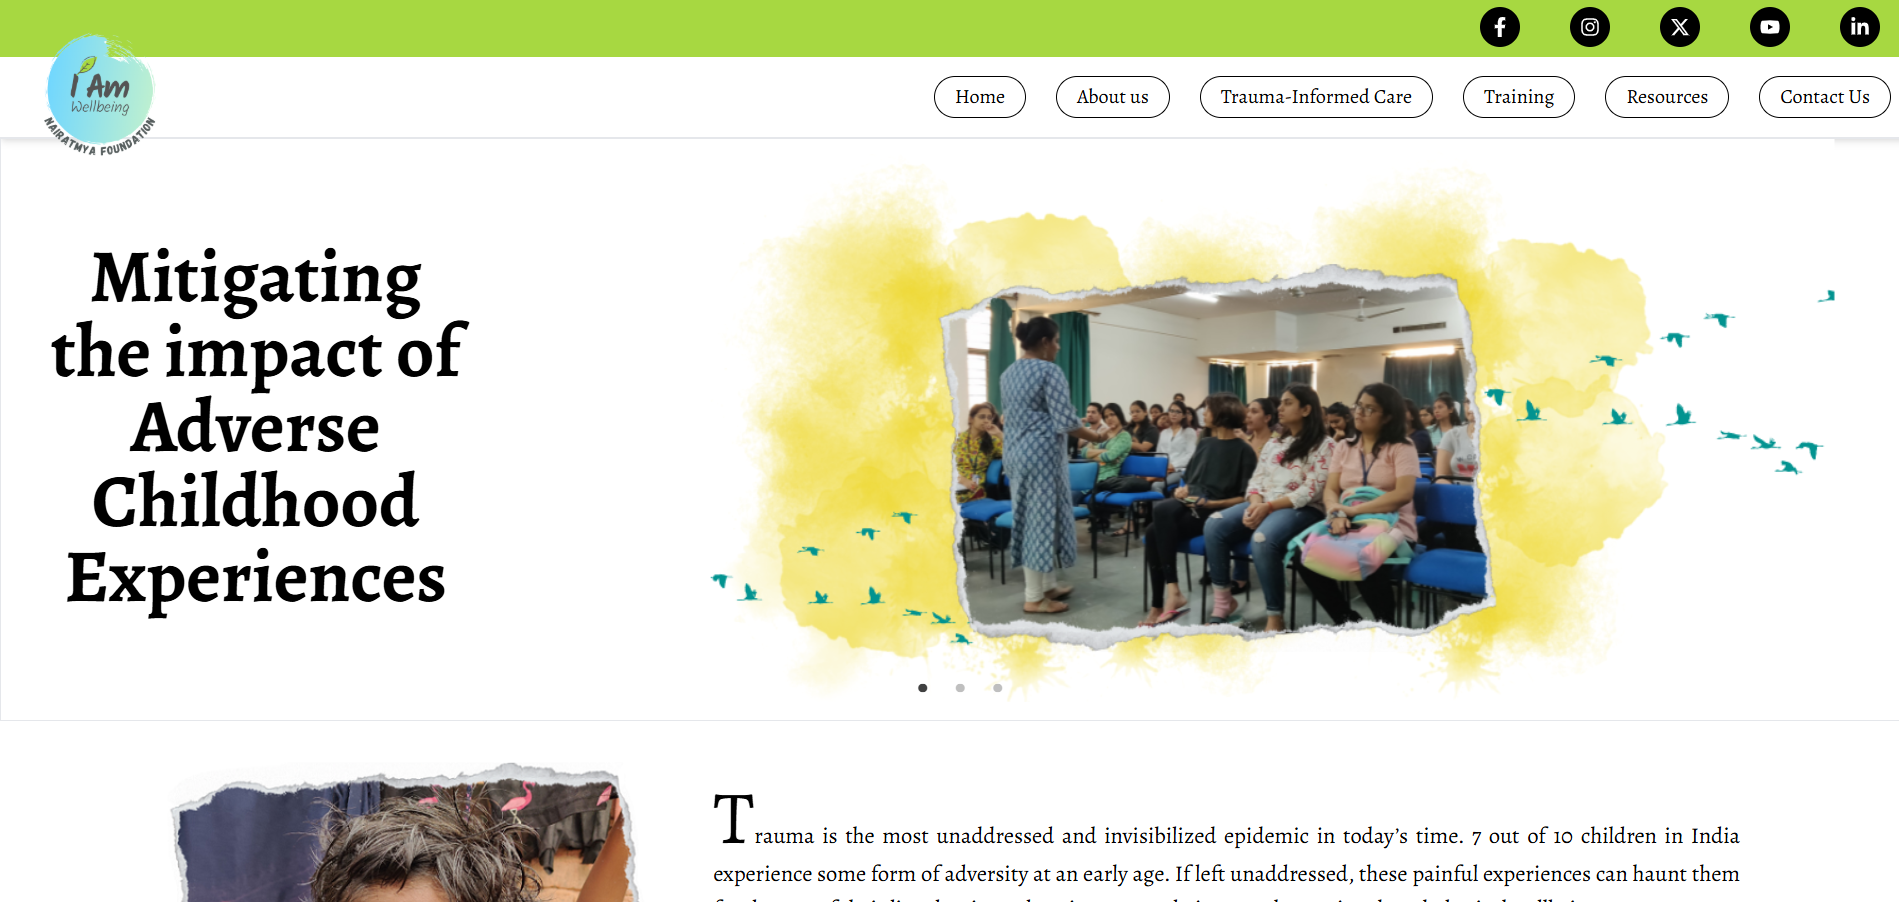 I Am
Wellbeing
NAIRATMYA FOUNDATION
Home
About us
Trauma-Informed Care
Training
Resources
Contact Us
Mitigating
the impact of
Adverse
Childhood
Experiences
Trauma is the most unaddressed and invisibilized epidemic in today’s time. 7 out of 10 children in India
experience some form of adversity at an early age. If left unaddressed, these painful experiences can haunt them